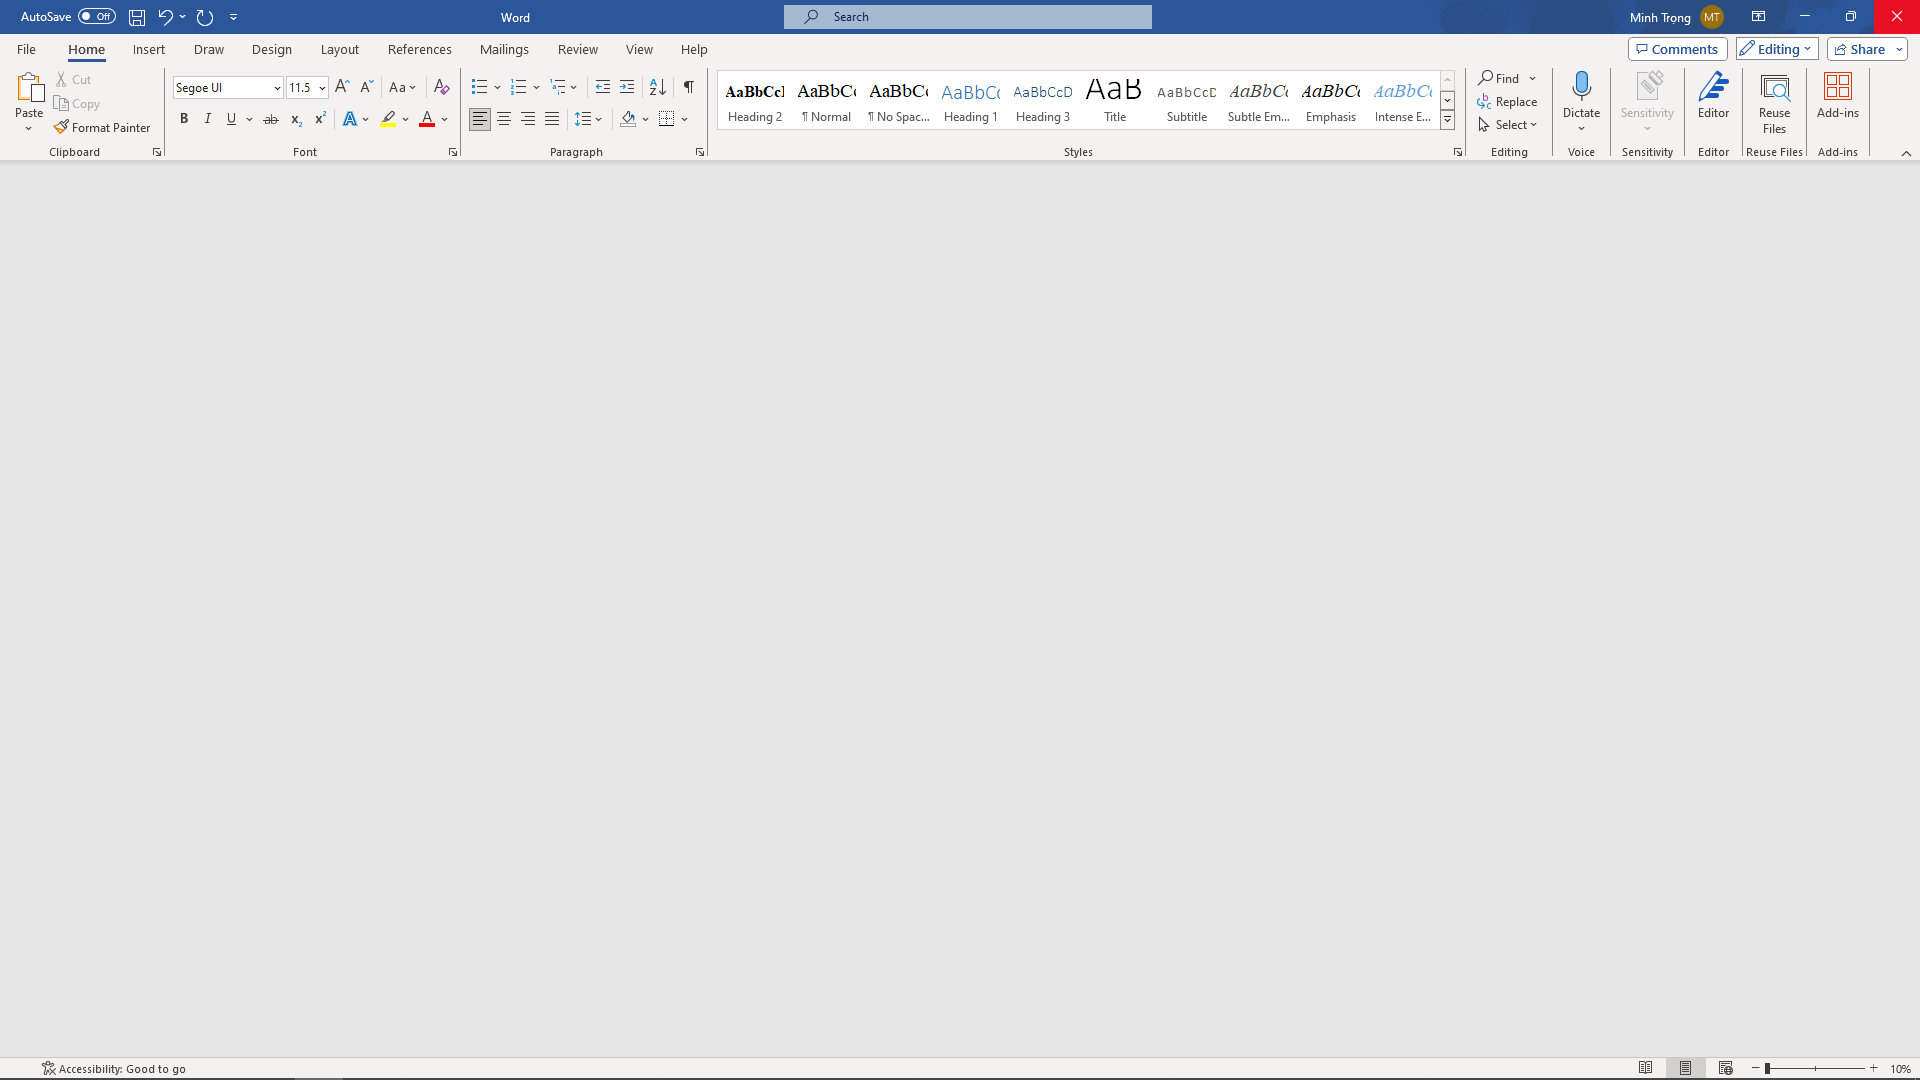 AutoSave Off Word Search Minh Trọng MT
File Home Insert Draw Design Layout References Mailings Review View Help Comments Editing Share
Paste Cut Copy Format Painter Clipboard
Segoe UI 11.5 Font
Paragraph
AaBbCcI AaBbCc AaBbCc AaBbCc AaBbCcD AaB AaBbCcD AaBbCc AaBbCc AaBbCc
Heading 2 ¶ Normal ¶ No Spac... Heading 1 Heading 3 Title Subtitle Subtle Em... Emphasis Intense E...
Styles
Find Replace Select Editing
Dictate Voice
Sensitivity Sensitivity
Editor Editor
Reuse Files Reuse Files
Add-ins Add-ins
Accessibility: Good to go 10%